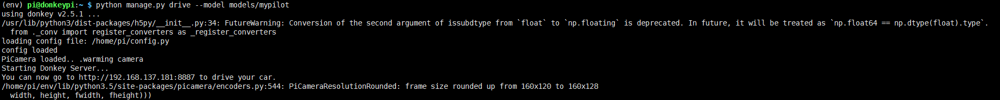 (env) pi@donkeypi:~ $ python manage.py drive --model models/mypilot
using donkey v2.5.1 ...
/usr/lib/python3/dist-packages/h5py/__init__.py:34: FutureWarning: Conversion of the second argument of issubdtype from `float` to `np.floating` is deprecated. In future, it will be treated as `np.float64 == np.dtype(float).type`.
  from ._conv import register_converters as _register_converters
loading config file: /home/pi/config.py
config loaded
PiCamera loaded.. .warming camera
Starting Donkey Server...
You can now go to http://192.168.137.181:8887 to drive your car.
/home/pi/env/lib/python3.5/site-packages/picamera/encoders.py:544: PiCameraResolutionRounded: frame size rounded up from 160x120 to 160x128
  width, height, fwidth, fheight)))